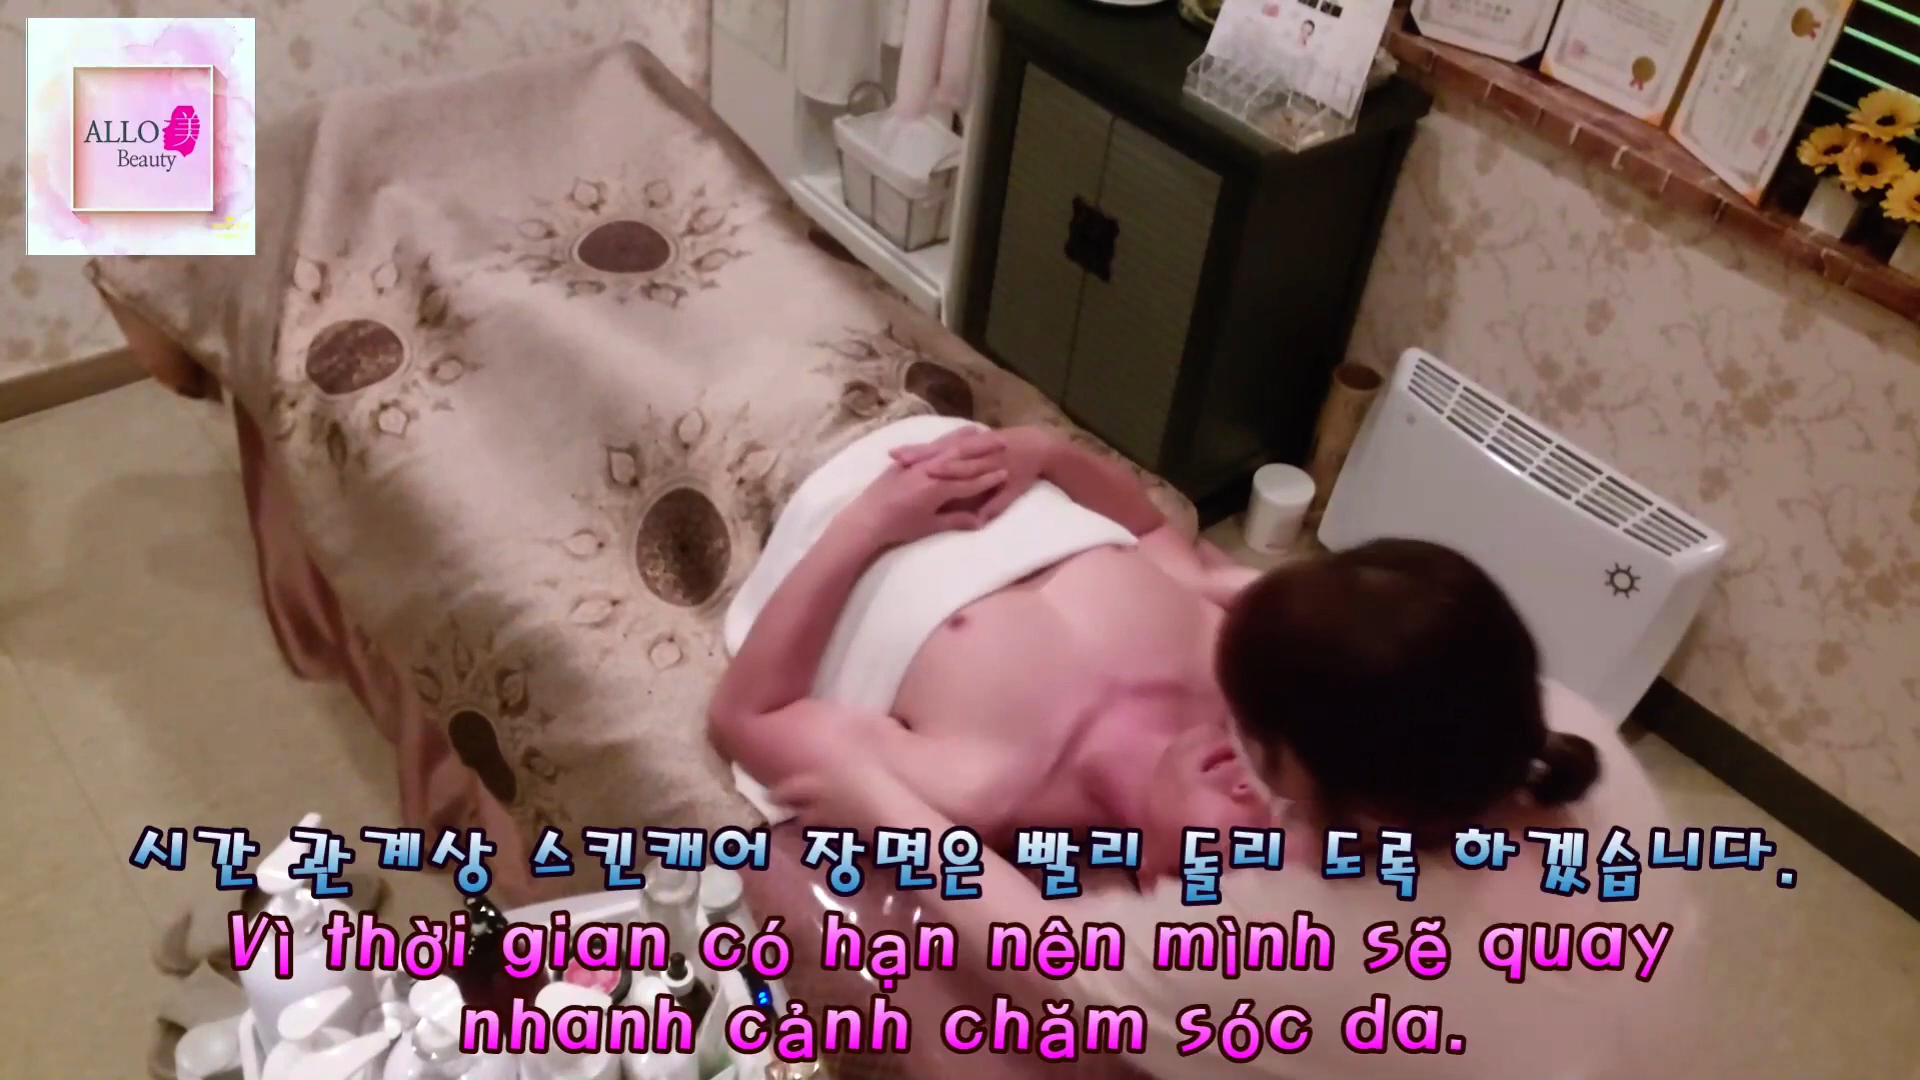 ALLO 美
Beauty
시간 관계상 스킨캐어 장면은 빨리 돌리 도록 하겠습니다.
Vì thời gian có hạn nên mình sẽ quay
nhanh cảnh chăm sóc da.